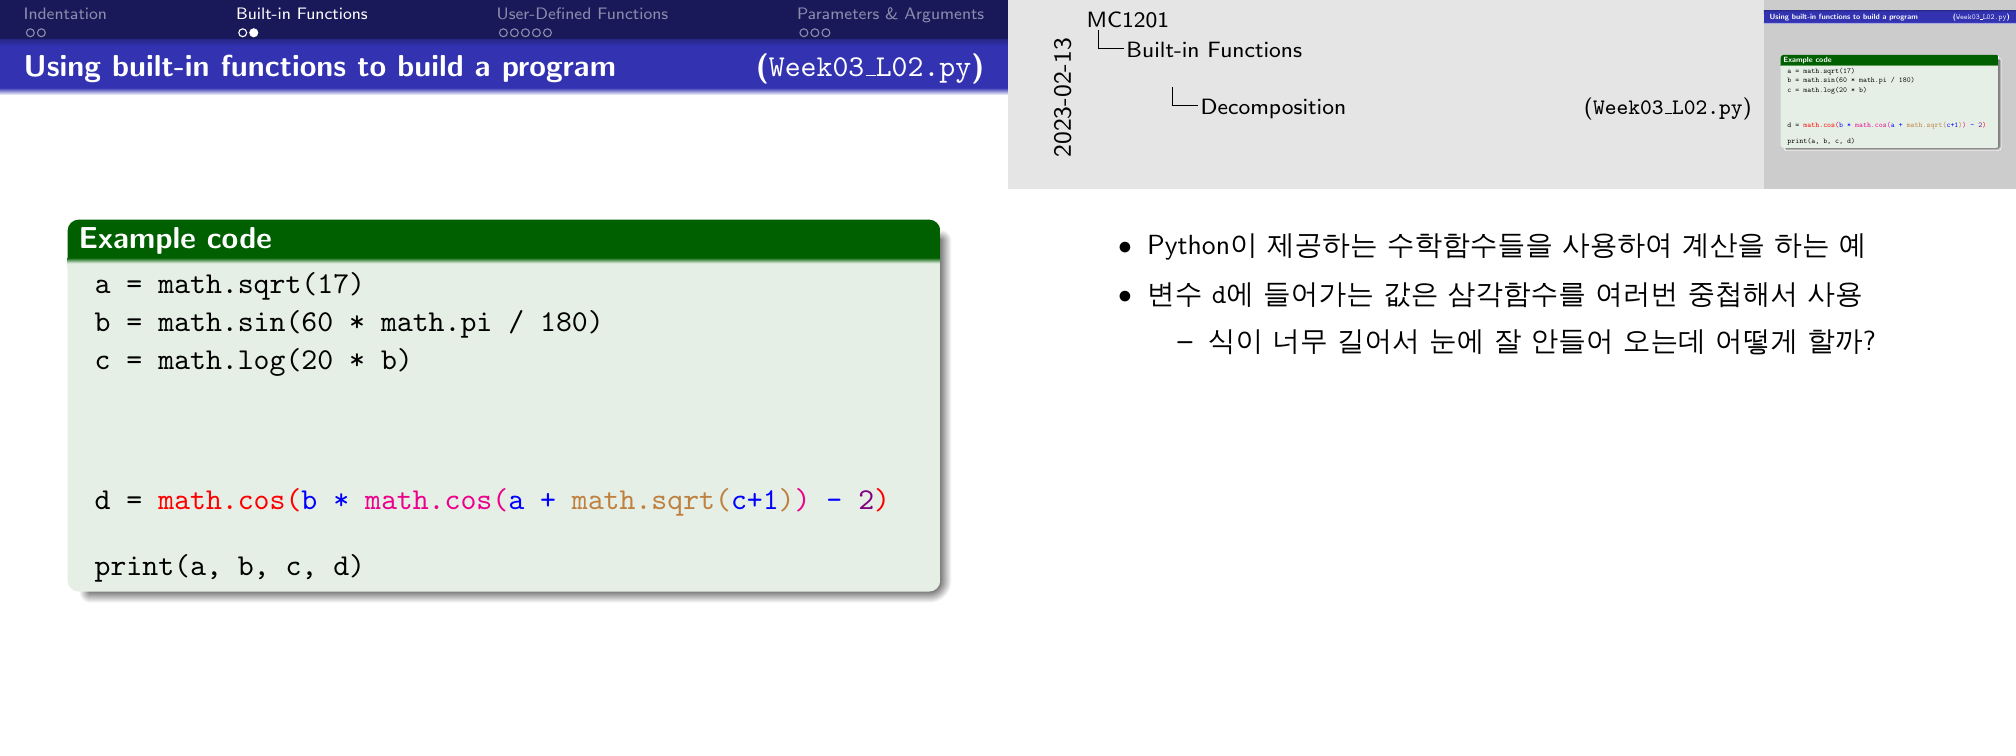 Indentation Built-in Functions User-Defined Functions Parameters & Arguments
Using built-in functions to build a program (Week03_L02.py)
Example code
a = math.sqrt(17)
b = math.sin(60 * math.pi / 180)
c = math.log(20 * b)
d = math.cos(b * math.cos(a + math.sqrt(c+1)) - 2)
print(a, b, c, d)
2023-02-13
MC1201
Built-in Functions
Decomposition (Week03_L02.py)
Using built-in functions to build a program (Week03_L02.py)
Example code
a = math.sqrt(17)
b = math.sin(60 * math.pi / 180)
c = math.log(20 * b)
d = math.cos(b * math.cos(a + math.sqrt(c+1)) - 2)
print(a, b, c, d)
• Python이 제공하는 수학함수들을 사용하여 계산을 하는 예
• 변수 d에 들어가는 값은 삼각함수를 여러번 중첩해서 사용
– 식이 너무 길어서 눈에 잘 안들어 오는데 어떻게 할까?